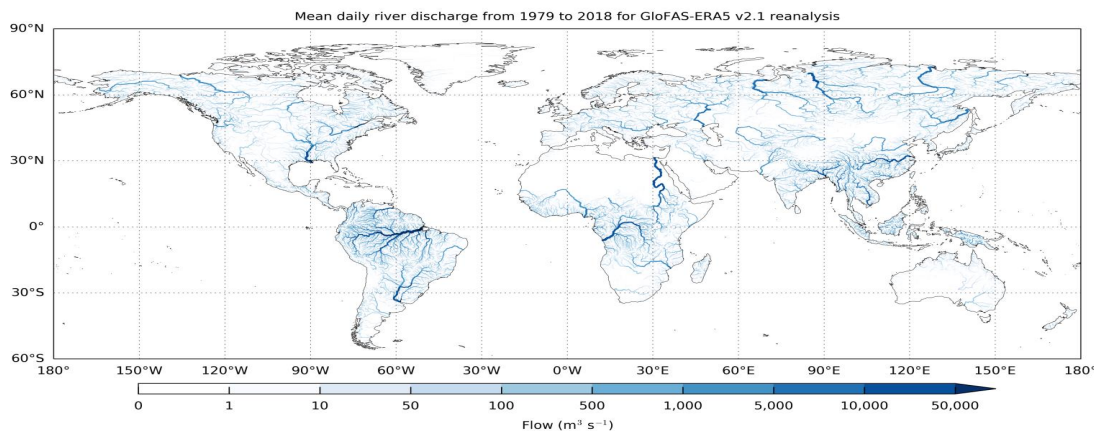 Mean daily river discharge from 1979 to 2018 for GloFAS-ERA5 v2.1 reanalysis
90°N
60°N
30°N
0°
30°S
60°S
180° 150°W 120°W 90°W 60°W 30°W 0°W 30°E 60°E 90°E 120°E 150°E 180°
0 1 10 50 100 500 1,000 5,000 10,000 50,000
Flow (m³ s⁻¹)